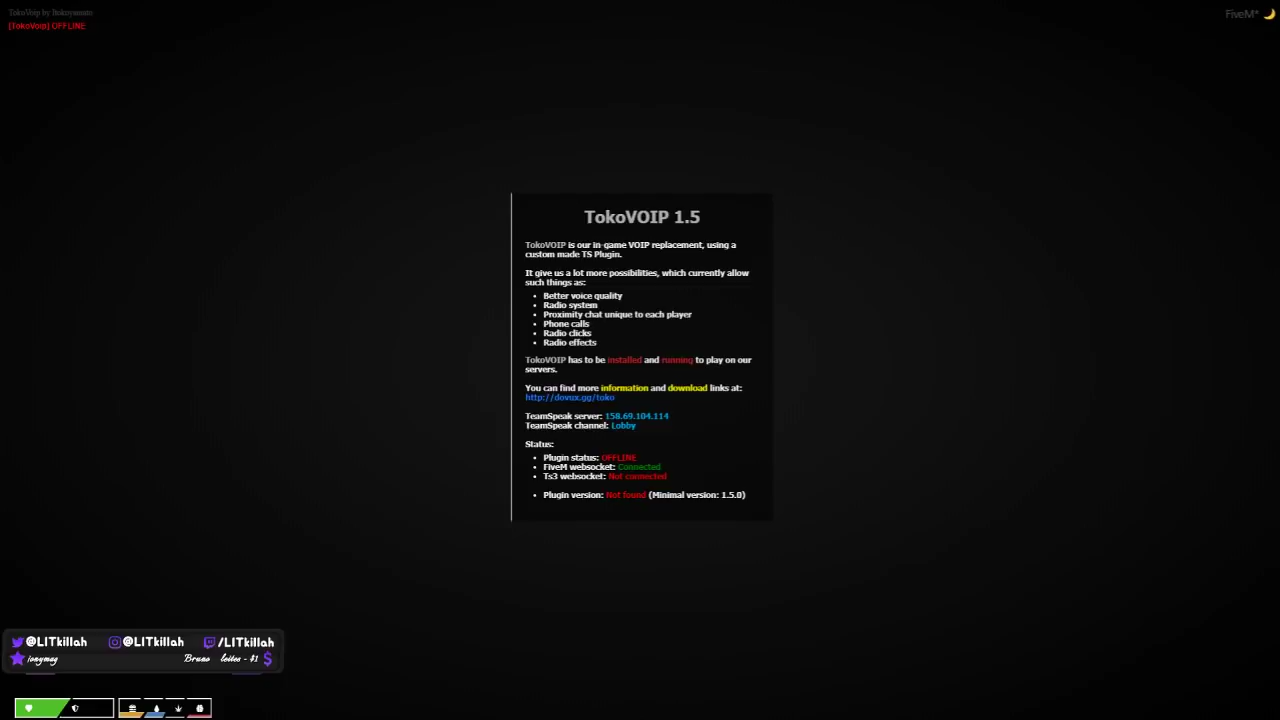 TokoVoip by Itokoyamato
[TokoVoip] OFFLINE
FiveM*
TokoVOIP 1.5
TokoVOIP is our in-game VOIP replacement, using a
custom made TS Plugin.
It give us a lot more possibilities, which currently allow
such things as:
Better voice quality
Radio system
Proximity chat unique to each player
Phone calls
Radio clicks
Radio effects
TokoVOIP has to be installed and running to play on our
servers.
You can find more information and download links at:
http://dovux.gg/toko
TeamSpeak server: 158.69.104.114
TeamSpeak channel: Lobby
Status:
Plugin status: OFFLINE
FiveM websocket: Connected
Ts3 websocket: Not connected
Plugin version: Not found (Minimal version: 1.5.0)
@LITkillah @LITkillah /LITkillah
Bruno leites - $1